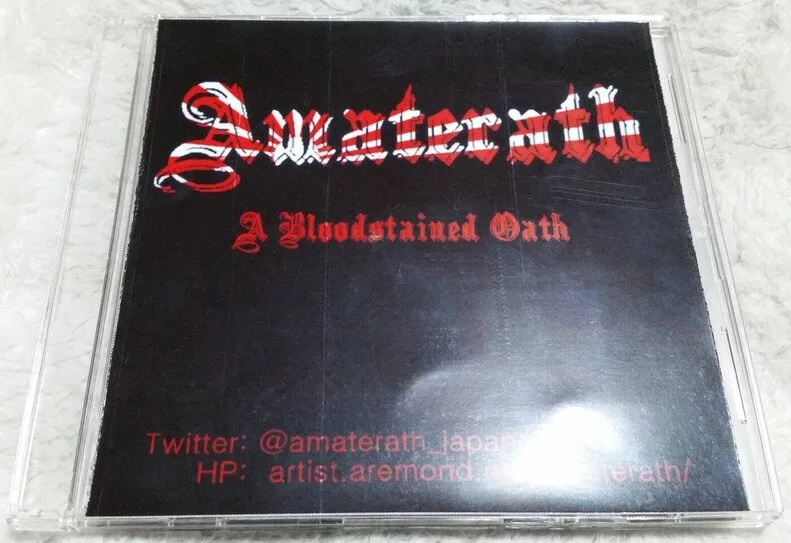 Amaterath
A Bloodstained Oath
Twitter: @amaterath_japan
HP: artist.aremond.